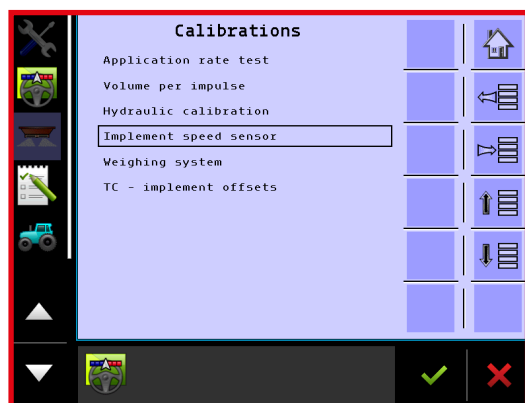 Calibrations
Application rate test
Volume per impulse
Hydraulic calibration
Implement speed sensor
Weighing system
TC - implement offsets